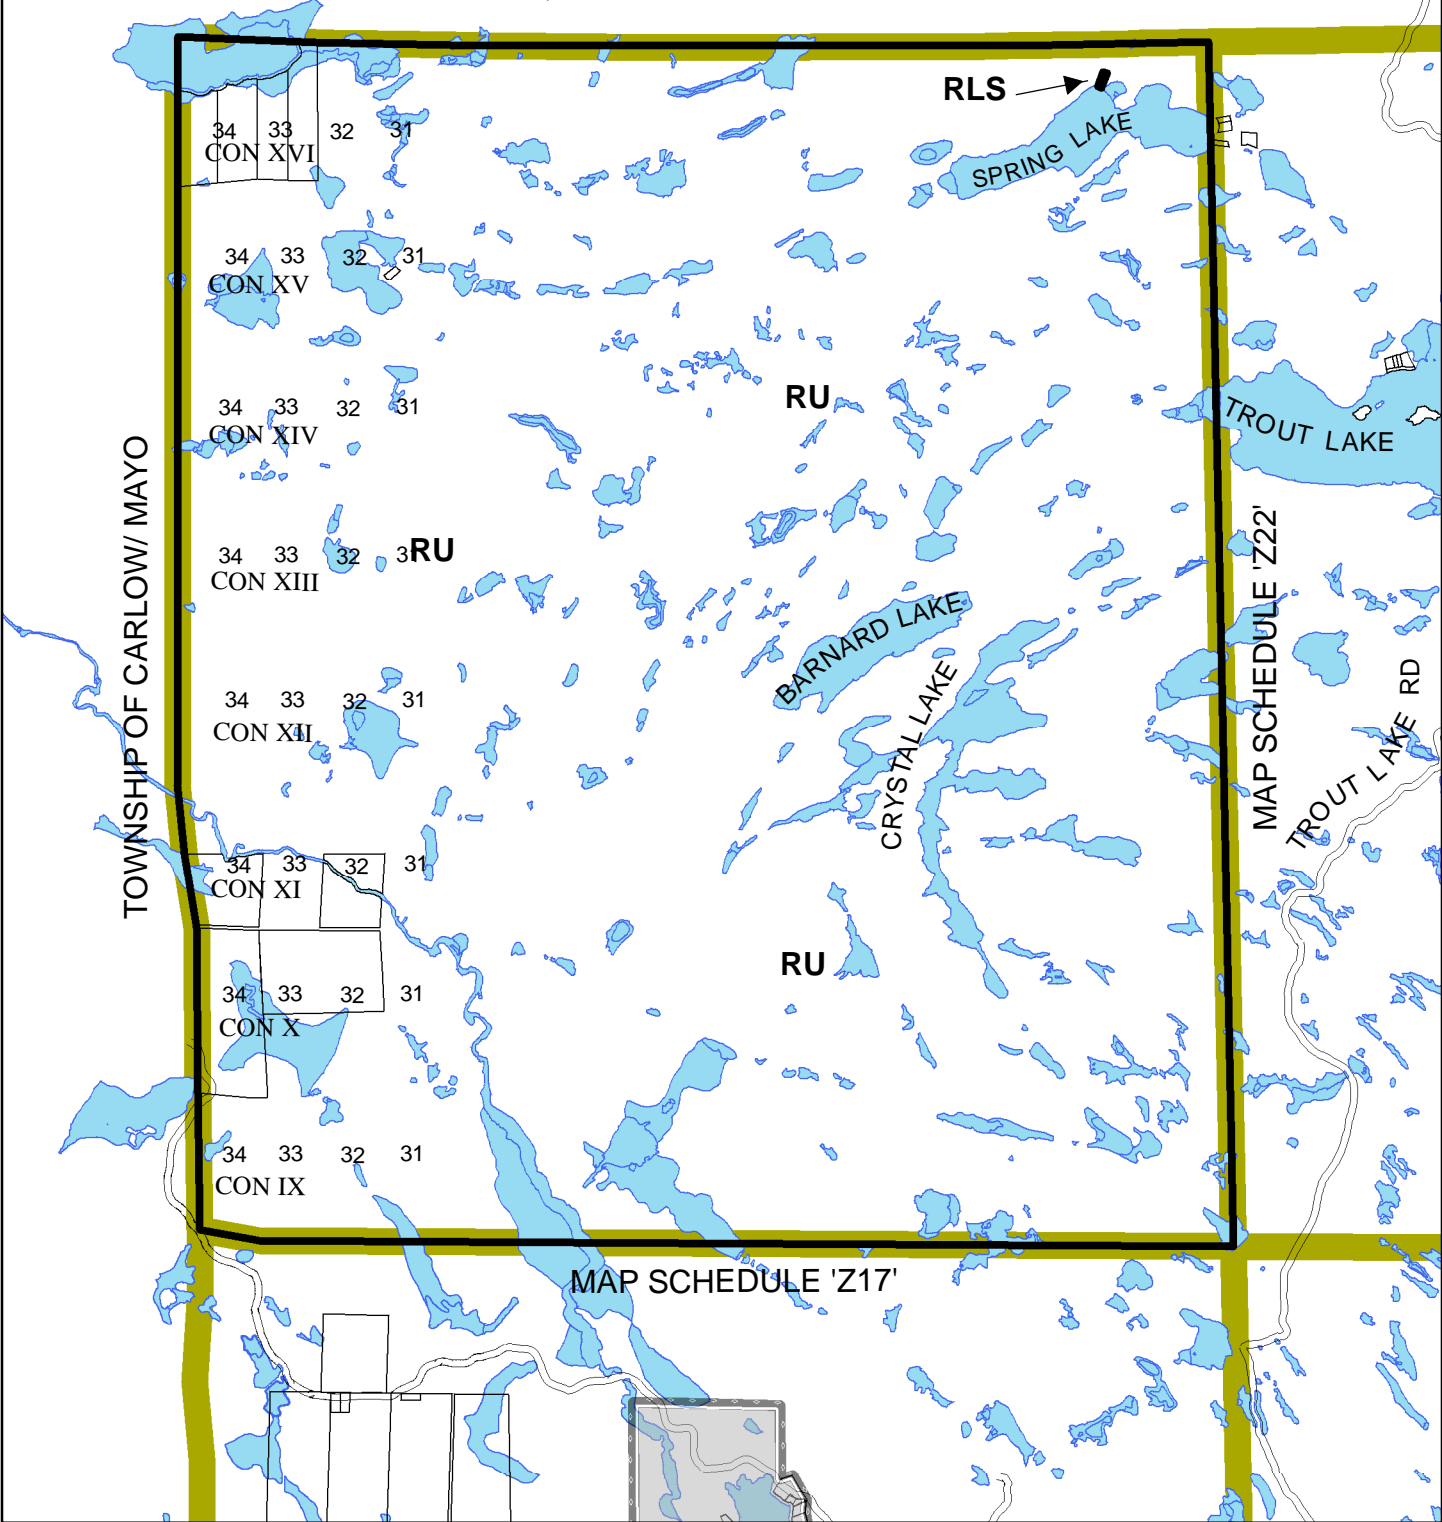 RLS
SPRING LAKE
34 33 32 31
CON XVI
34 33 32 31
CON XV
RU
34 33 32 31
CON XIV
TROUT LAKE
TOWNSHIP OF CARLOW/ MAYO
MAP SCHEDULE 'Z22'
34 33 32
RU
CON XIII
BARNARD LAKE
CRYSTAL LAKE
TROUT LAKE RD
34 33 32 31
CON XII
34 33 32 31
CON XI
RU
34 33 32 31
CON X
34 33 32 31
CON IX
MAP SCHEDULE 'Z17'